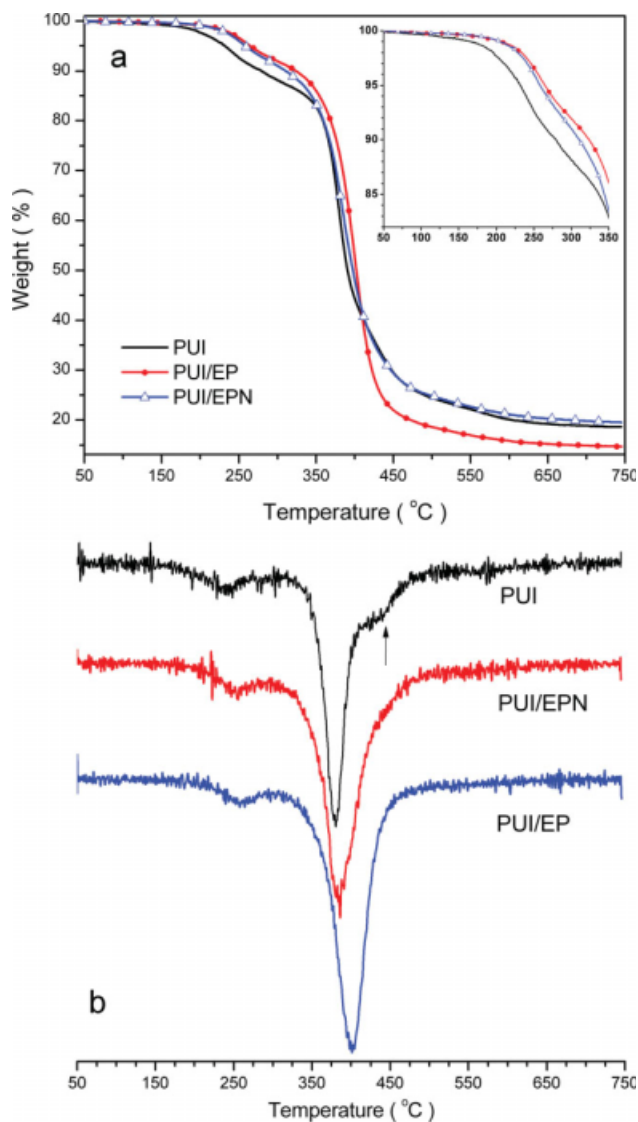 a
100
90
80
70
60
50
40
30
20
Weight ( % )
PUI
PUI/EP
PUI/EPN
100
95
90
85
50 100 150 200 250 300 350
50 150 250 350 450 550 650 750
Temperature ( °C )
PUI
PUI/EPN
PUI/EP
b
50 150 250 350 450 550 650 750
Temperature ( °C )